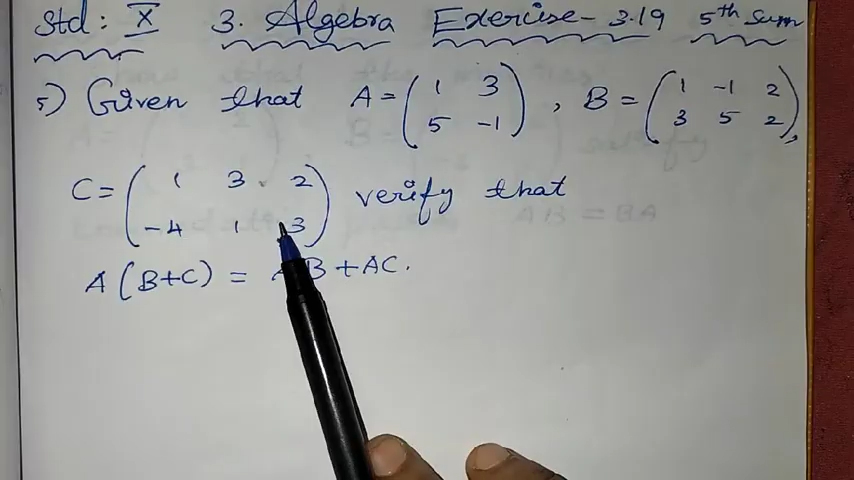 Std: X 3. Algebra Exercise - 3.19 5th Sum
5) Given that A = ( 1 3 ; 5 -1 ), B = ( 1 -1 2 ; 3 5 2 ),
C = ( 1 3 2 ; -4 1 3 ) verify that
A(B+C) = AB + AC.